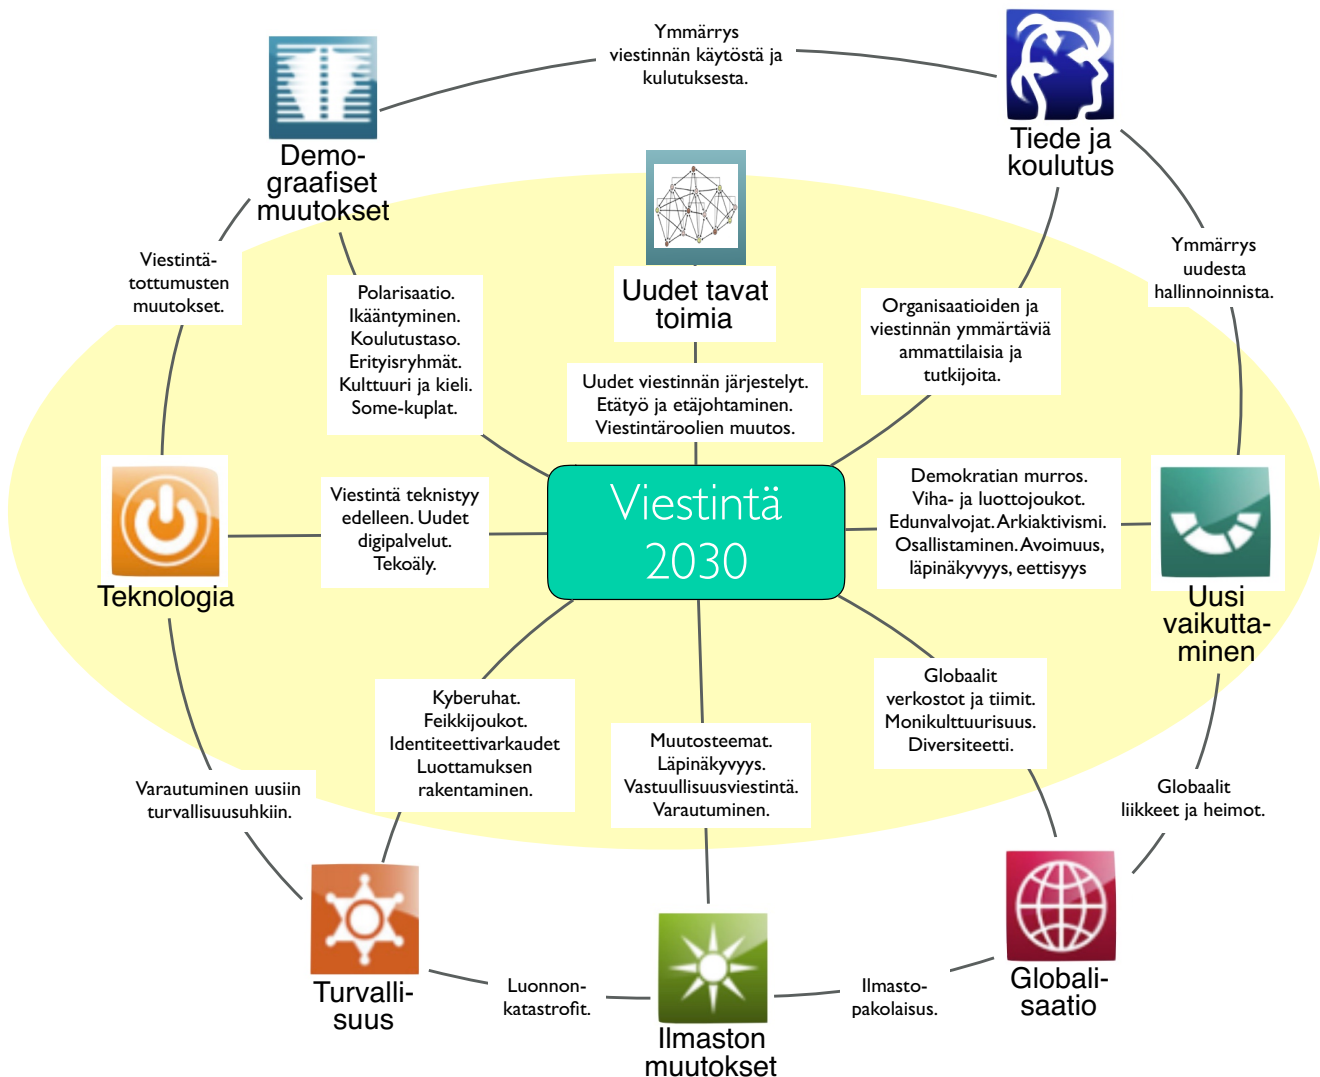 Ymmärrys
viestinnän käytöstä ja
kulutuksesta.
Demo-
graafiset
muutokset
Tiede ja
koulutus
Viestintä-
tottumusten
muutokset.
Ymmärrys
uudesta
hallinnoinnista.
Polarisaatio.
Ikääntyminen.
Koulutustaso.
Erityisryhmät.
Kulttuuri ja kieli.
Some-kuplat.
Uudet tavat
toimia
Uudet viestinnän järjestelyt.
Etätyö ja etäjohtaminen.
Viestintäroolien muutos.
Organisaatioiden ja
viestinnän ymmärtäviä
ammattilaisia ja
tutkijoita.
Teknologia
Viestintä teknistyy
edelleen. Uudet
digipalvelut.
Tekoäly.
Viestintä
2030
Demokratian murros.
Viha- ja luottojoukot.
Edunvalvojat. Arkiaktivismi.
Osallistaminen. Avoimuus,
läpinäkyvyys, eettisyys
Uusi
vaikutta-
minen
Kyberuhat.
Feikkijoukot.
Identiteettivarkaudet
Luottamuksen
rakentaminen.
Muutosteemat.
Läpinäkyvyys.
Vastuullisuusviestintä.
Varautuminen.
Globaalit
verkostot ja tiimit.
Monikulttuurisuus.
Diversiteetti.
Varautuminen uusiin
turvallisuusuhkiin.
Globaalit
liikkeet ja heimot.
Turvalli-
suus
Luonnon-
katastrofit.
Ilmaston
muutokset
Ilmasto-
pakolaisus.
Globali-
saatio